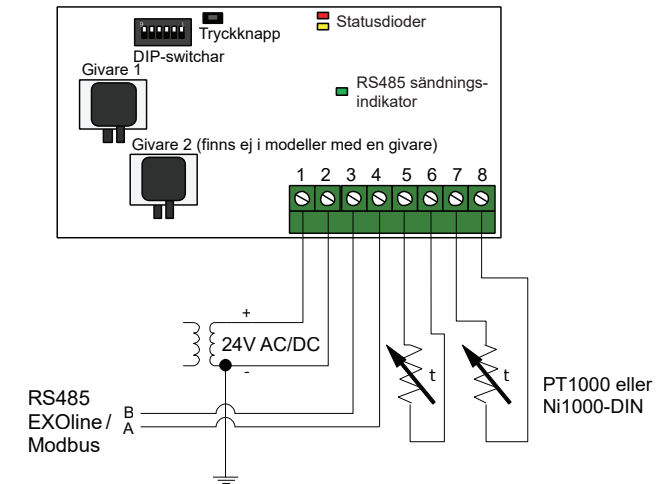 Statusdioder
Tryckknapp
DIP-switchar
Givare 1
RS485 sändnings-
indikator
Givare 2 (finns ej i modeller med en givare)
1 2 3 4 5 6 7 8
+
24V AC/DC
-
t
t
PT1000 eller
Ni1000-DIN
RS485
EXOline /
Modbus
B
A